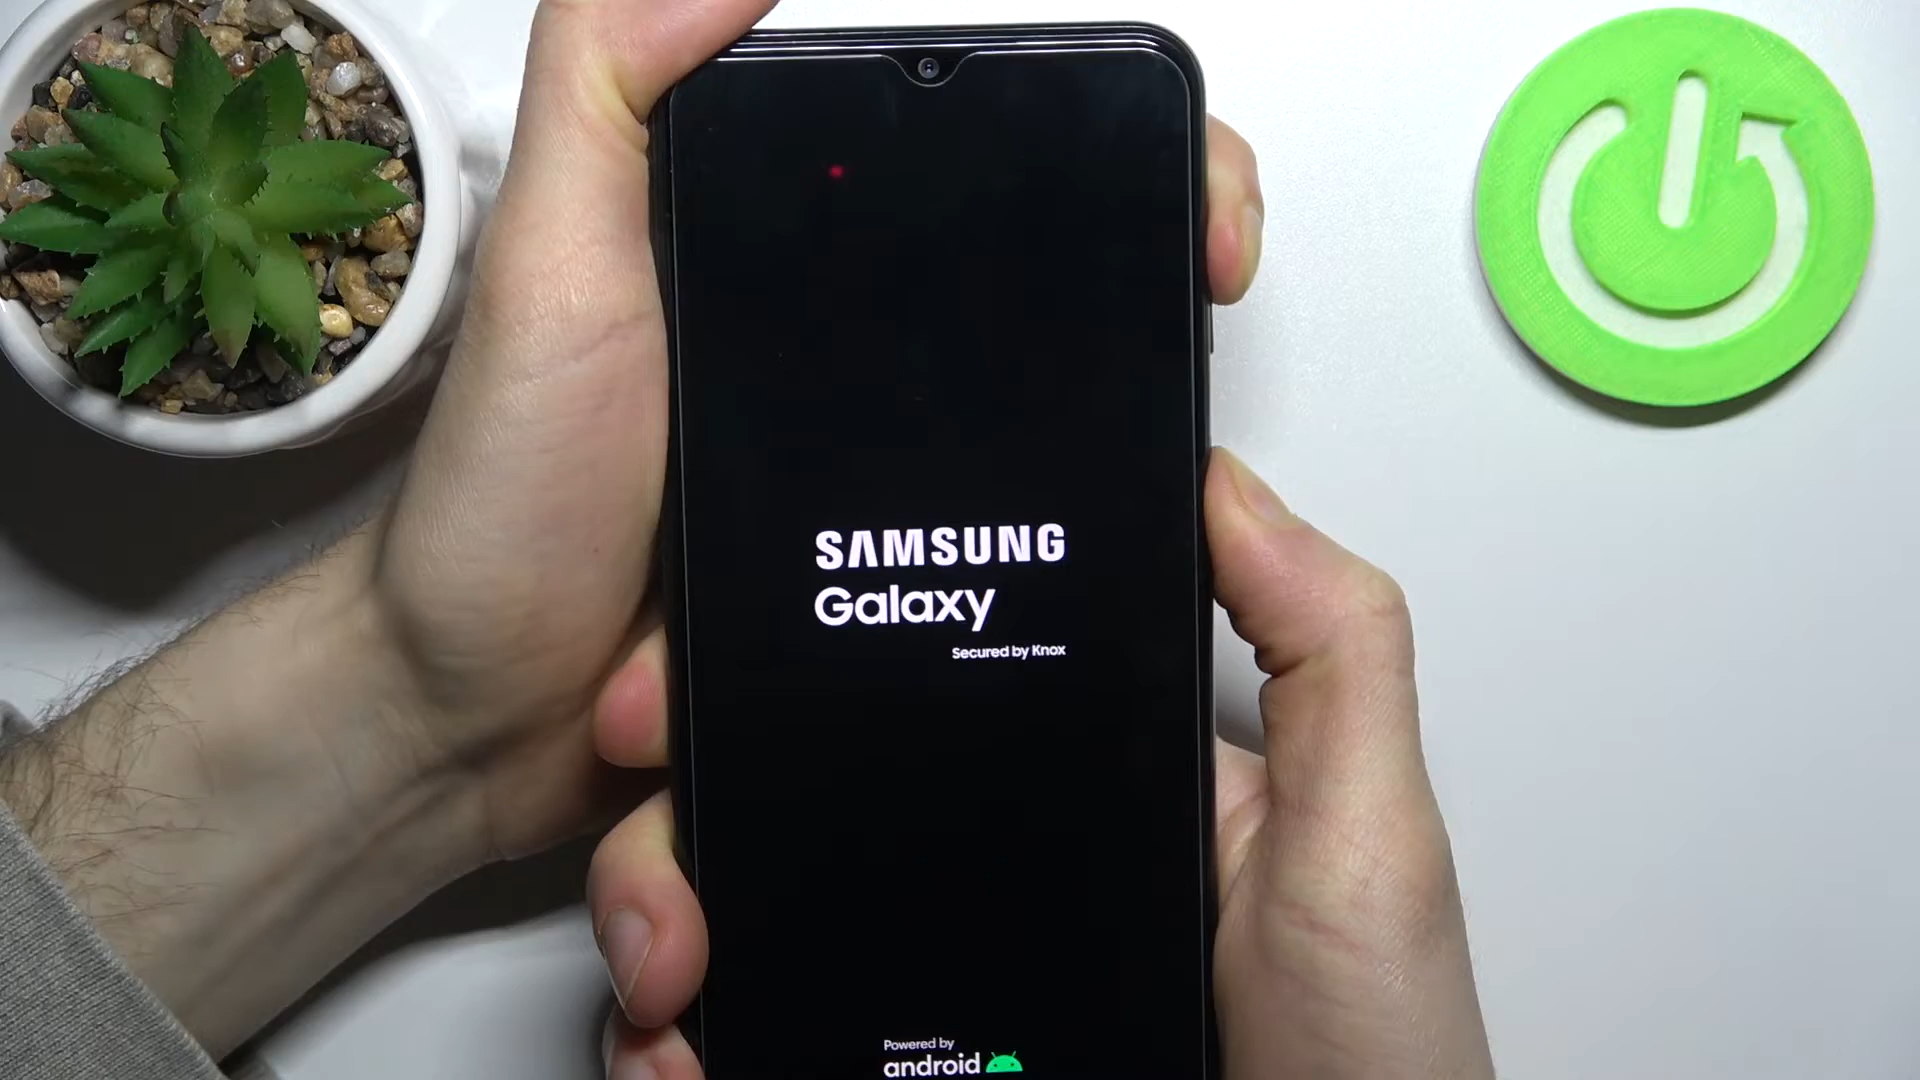 SAMSUNG
Galaxy
Secured by Knox
Powered by
android